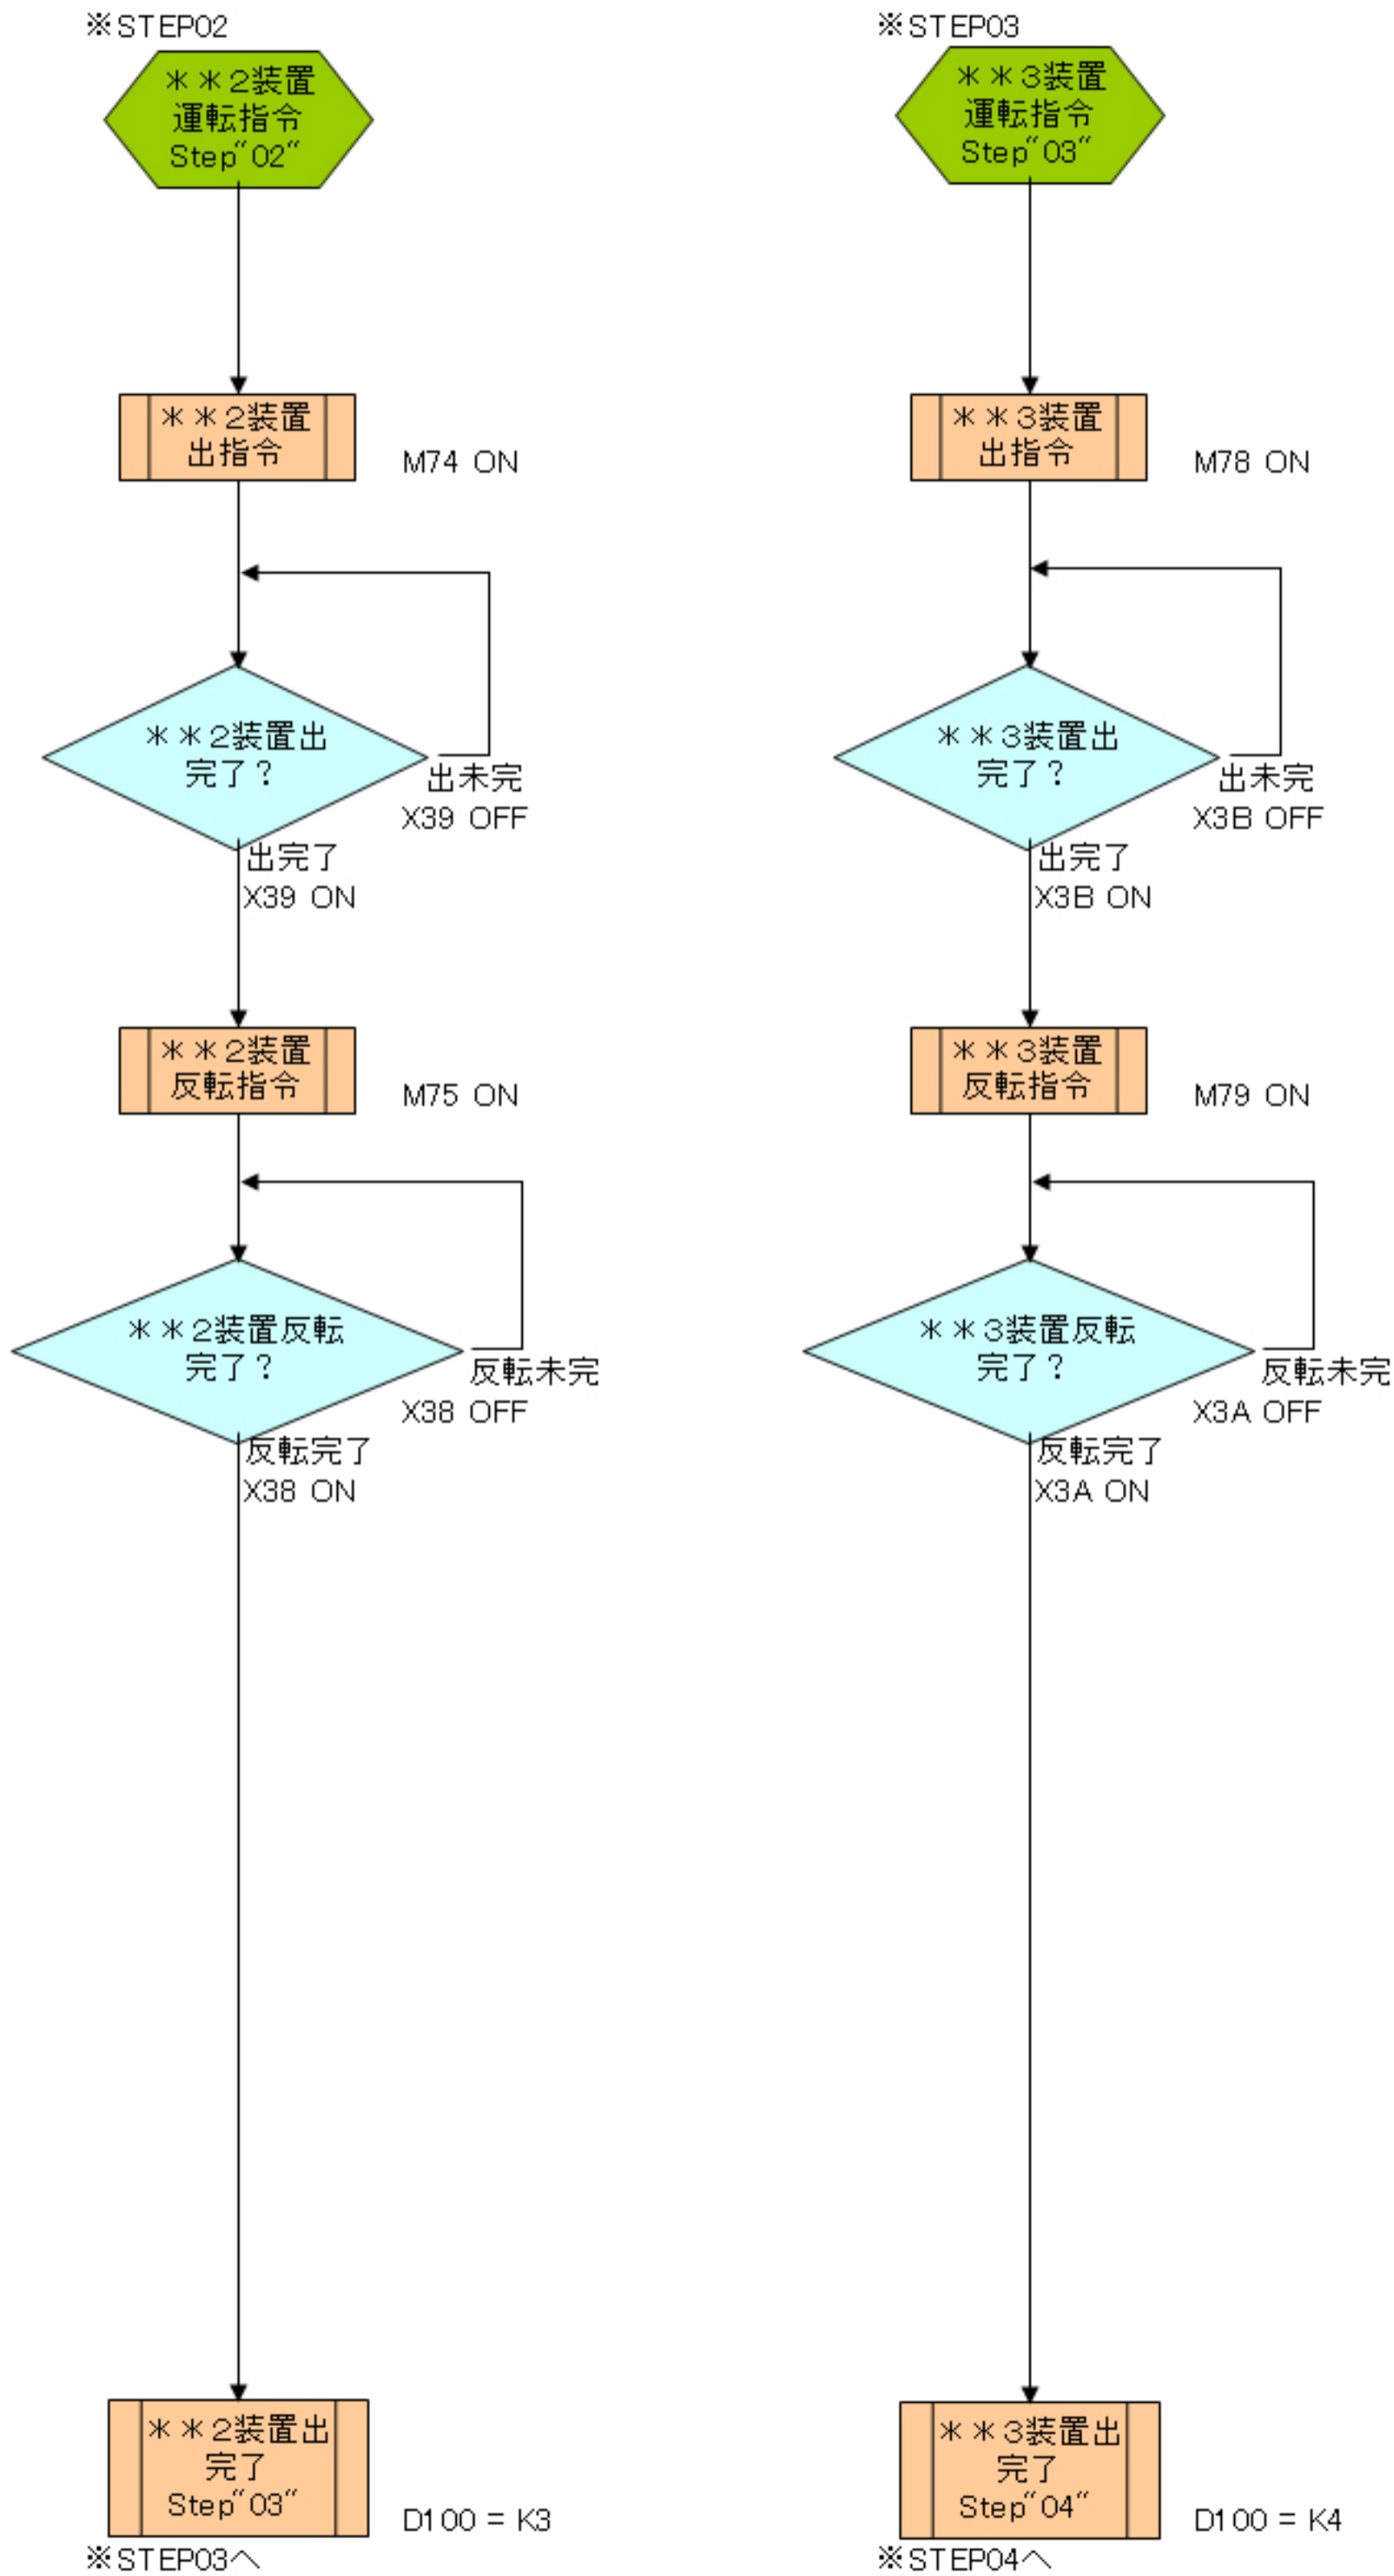 ※STEP02
＊＊2装置
運転指令
Step"02"
＊＊2装置
出指令
M74 ON
＊＊2装置出
完了？
出未完
X39 OFF
出完了
X39 ON
＊＊2装置
反転指令
M75 ON
＊＊2装置反転
完了？
反転未完
X38 OFF
反転完了
X38 ON
＊＊2装置出
完了
Step"03"
D100 = K3
※STEP03へ
※STEP03
＊＊3装置
運転指令
Step"03"
＊＊3装置
出指令
M78 ON
＊＊3装置出
完了？
出未完
X3B OFF
出完了
X3B ON
＊＊3装置
反転指令
M79 ON
＊＊3装置反転
完了？
反転未完
X3A OFF
反転完了
X3A ON
＊＊3装置出
完了
Step"04"
D100 = K4
※STEP04へ